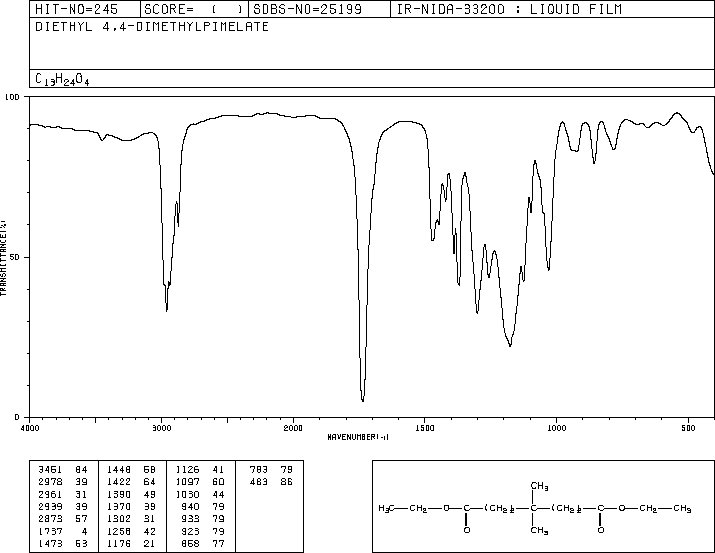 HIT-NO=245 SCORE= ( ) SDBS-NO=25199 IR-NIDA-33200 : LIQUID FILM
DIETHYL 4,4-DIMETHYLPIMELATE
C13H24O4
100
50
0
TRANSMITTANCE(%)
4000 3000 2000 1500 1000 500
WAVENUMBER(-1)
3461 84 1448 58 1126 41 783 79
2978 39 1422 64 1097 60 483 86
2961 31 1390 49 1030 44
2939 39 1370 39 940 79
2873 57 1302 31 933 79
1737 4 1258 42 923 79
1473 53 1176 21 858 77
CH3
H3C—CH2—O—C—(CH2)2—C—(CH2)2—C—O—CH2—CH3
O CH3 O